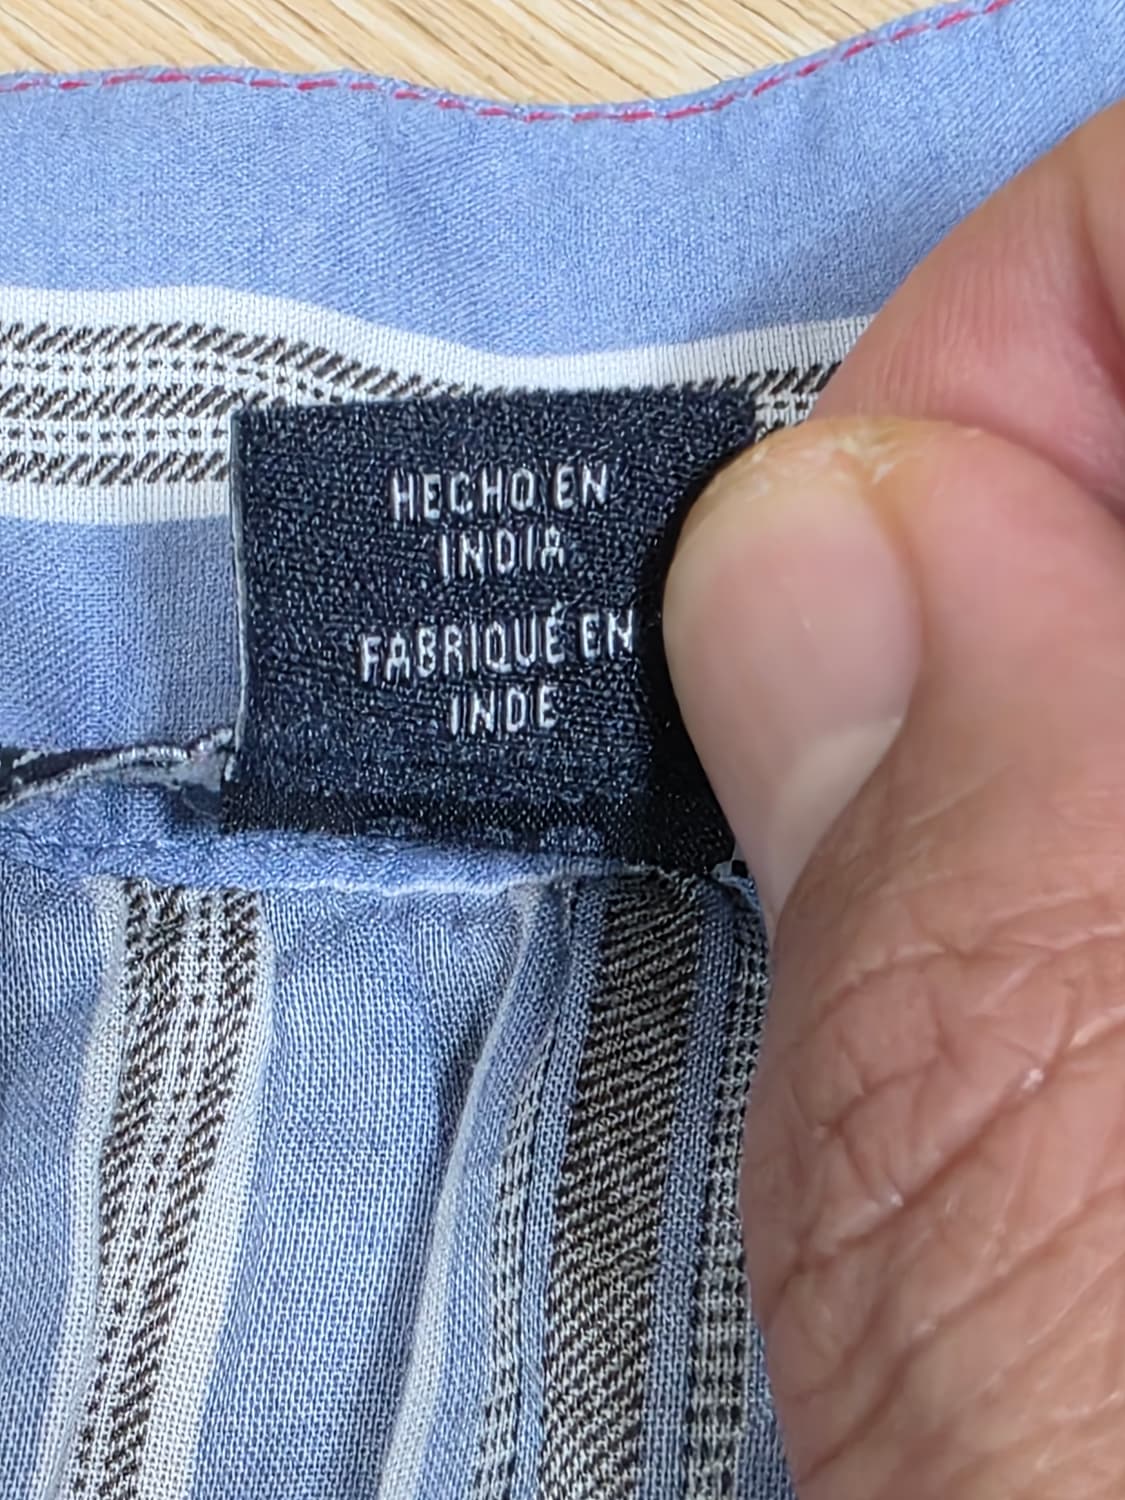 HECHO EN
INDIA
FABRIQUÉ EN
INDE